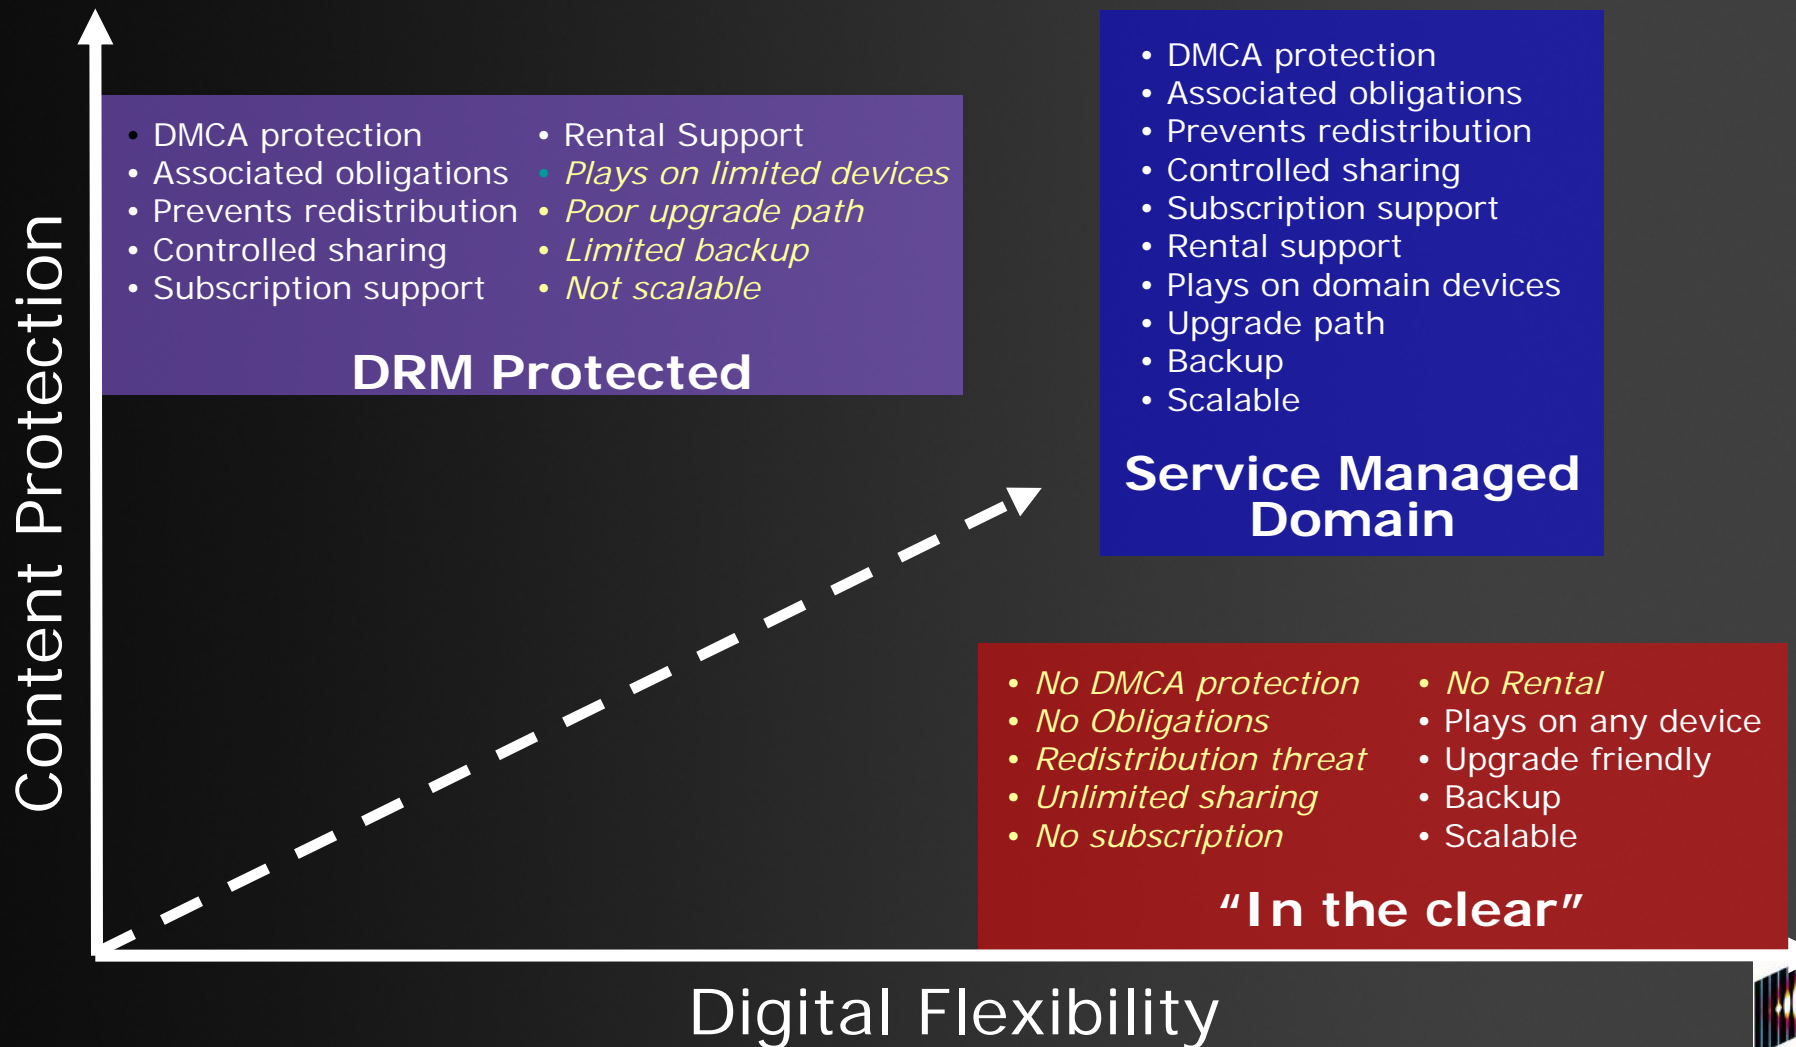 Content Protection
• DMCA protection
• Associated obligations
• Prevents redistribution
• Controlled sharing
• Subscription support
• Rental Support
• Plays on limited devices
• Poor upgrade path
• Limited backup
• Not scalable
DRM Protected
• DMCA protection
• Associated obligations
• Prevents redistribution
• Controlled sharing
• Subscription support
• Rental support
• Plays on domain devices
• Upgrade path
• Backup
• Scalable
Service Managed
Domain
• No DMCA protection
• No Obligations
• Redistribution threat
• Unlimited sharing
• No subscription
• No Rental
• Plays on any device
• Upgrade friendly
• Backup
• Scalable
“In the clear”
Digital Flexibility